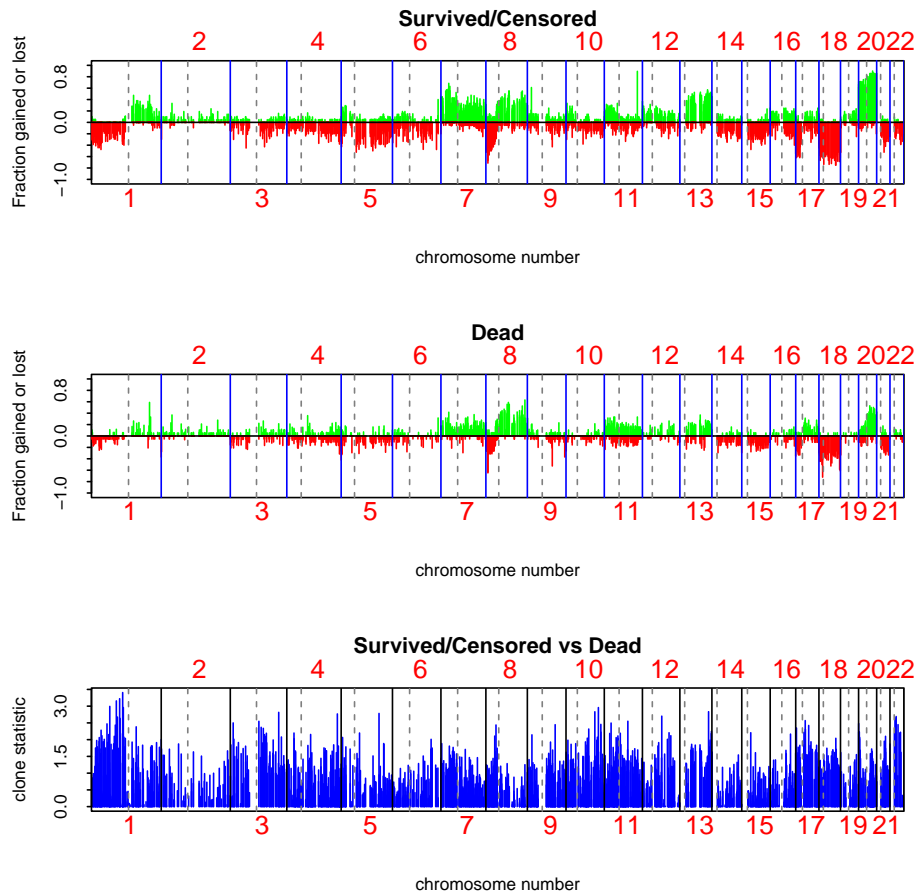 Survived/Censored
2 4 6 8 10 12 14 16 18 20 22
Fraction gained or lost
0.8
0.0
−1.0
1 3 5 7 9 11 13 15 17 19 21
chromosome number
Dead
2 4 6 8 10 12 14 16 18 20 22
Fraction gained or lost
0.8
0.0
−1.0
1 3 5 7 9 11 13 15 17 19 21
chromosome number
Survived/Censored vs Dead
2 4 6 8 10 12 14 16 18 20 22
clone statistic
3.0
1.5
0.0
1 3 5 7 9 11 13 15 17 19 21
chromosome number